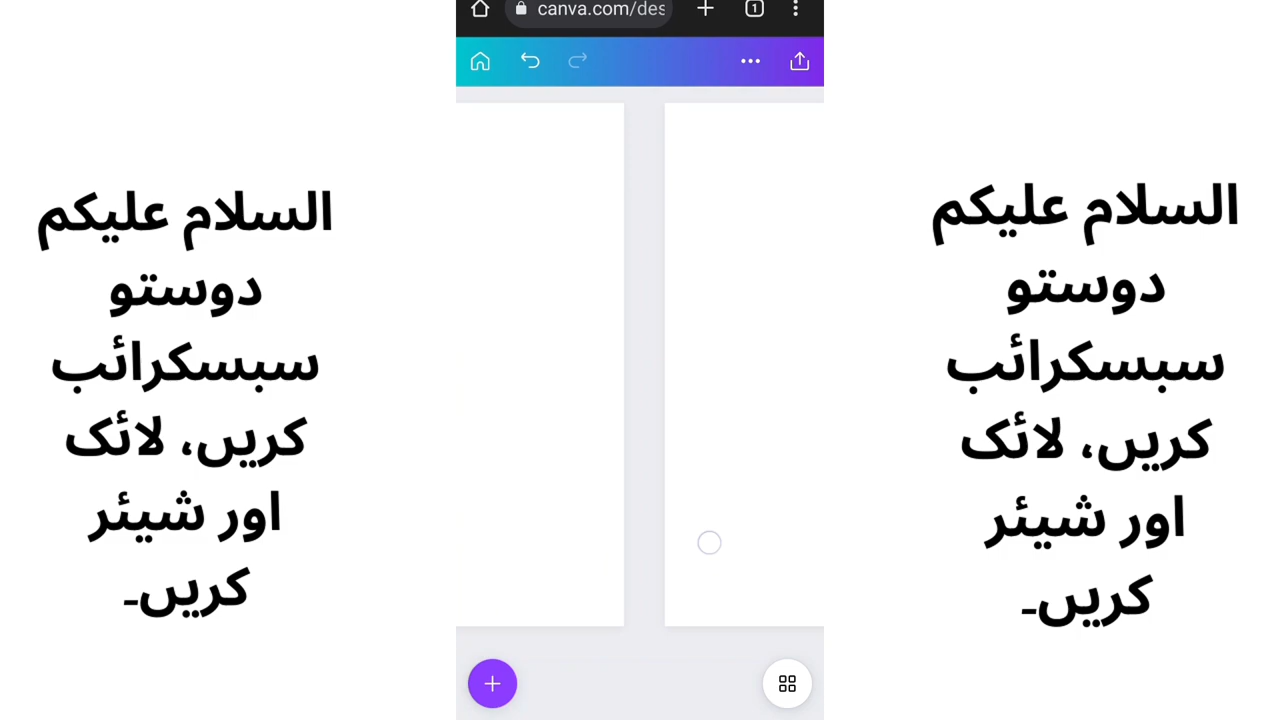 canva.com/des
1
السلام علیکم
دوستو
سبسکرائب
کریں، لائک
اور شیئر
کریں۔
السلام علیکم
دوستو
سبسکرائب
کریں، لائک
اور شیئر
کریں۔